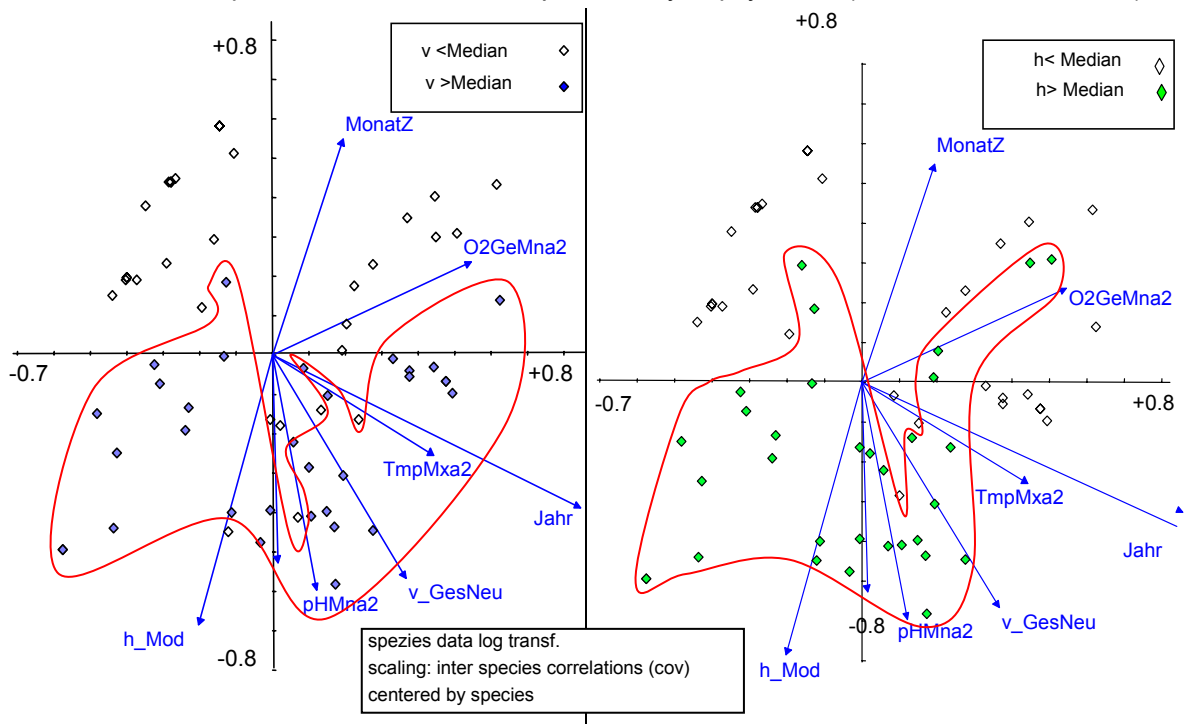 +0.8
v <Median
v >Median
MonatZ
O2GeMna2
-0.7
+0.8
TmpMxa2
Jahr
v_GesNeu
pHMna2
h_Mod
-0.8
spezies data log transf.
scaling: inter species correlations (cov)
centered by species
+0.8
h< Median
h> Median
MonatZ
O2GeMna2
-0.7
+0.8
TmpMxa2
Jahr
v_GesNeu
pHMna2
-0.8
h_Mod